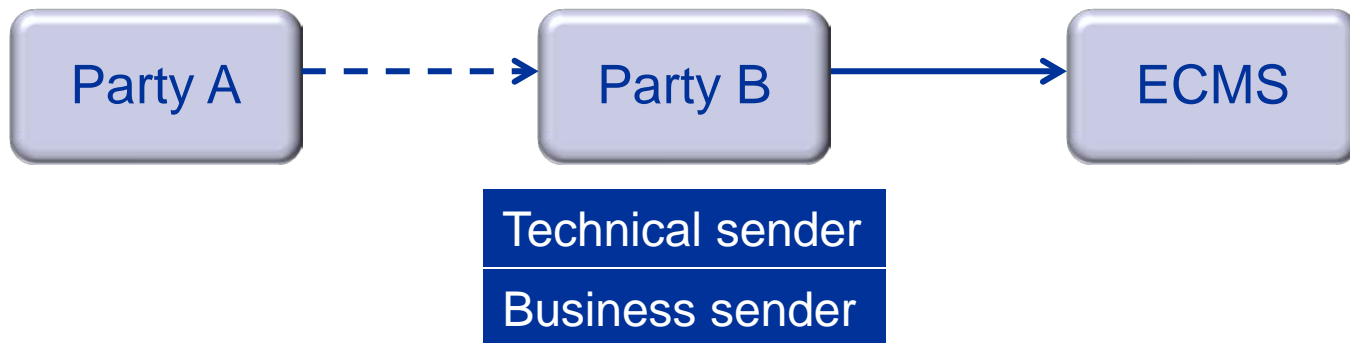 Party A
Party B
ECMS
Technical sender
Business sender